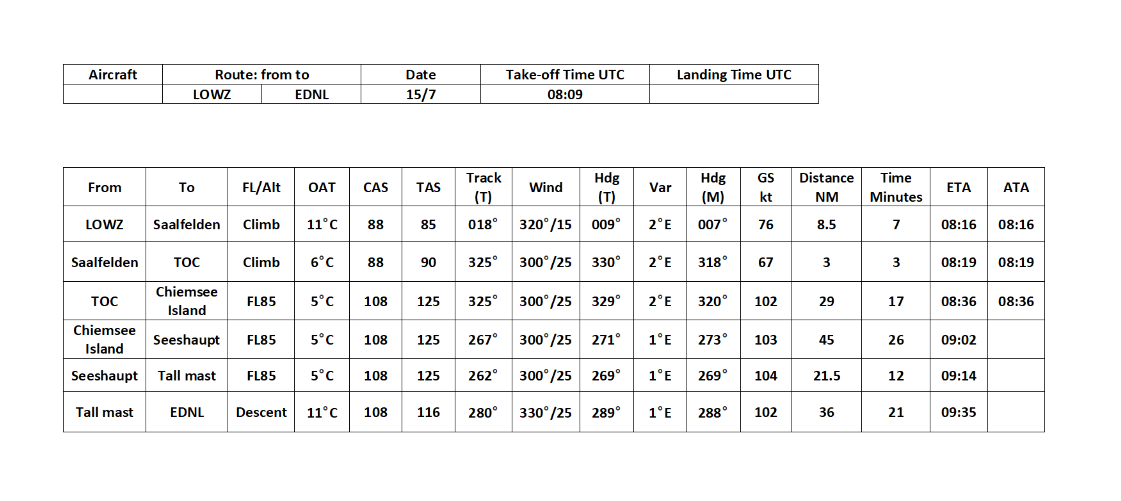 Aircraft Route: from to Date Take-off Time UTC Landing Time UTC
LOWZ EDNL 15/7 08:09
From To FL/Alt OAT CAS TAS Track (T) Wind Hdg (T) Var Hdg (M) GS kt Distance NM Time Minutes ETA ATA
LOWZ Saalfelden Climb 11°C 88 85 018° 320°/15 009° 2°E 007° 76 8.5 7 08:16 08:16
Saalfelden TOC Climb 6°C 88 90 325° 300°/25 330° 2°E 318° 67 3 3 08:19 08:19
TOC Chiemsee Island FL85 5°C 108 125 325° 300°/25 329° 2°E 320° 102 29 17 08:36 08:36
Chiemsee Island Seeshaupt FL85 5°C 108 125 267° 300°/25 271° 1°E 273° 103 45 26 09:02
Seeshaupt Tall mast FL85 5°C 108 125 262° 300°/25 269° 1°E 269° 104 21.5 12 09:14
Tall mast EDNL Descent 11°C 108 116 280° 330°/25 289° 1°E 288° 102 36 21 09:35